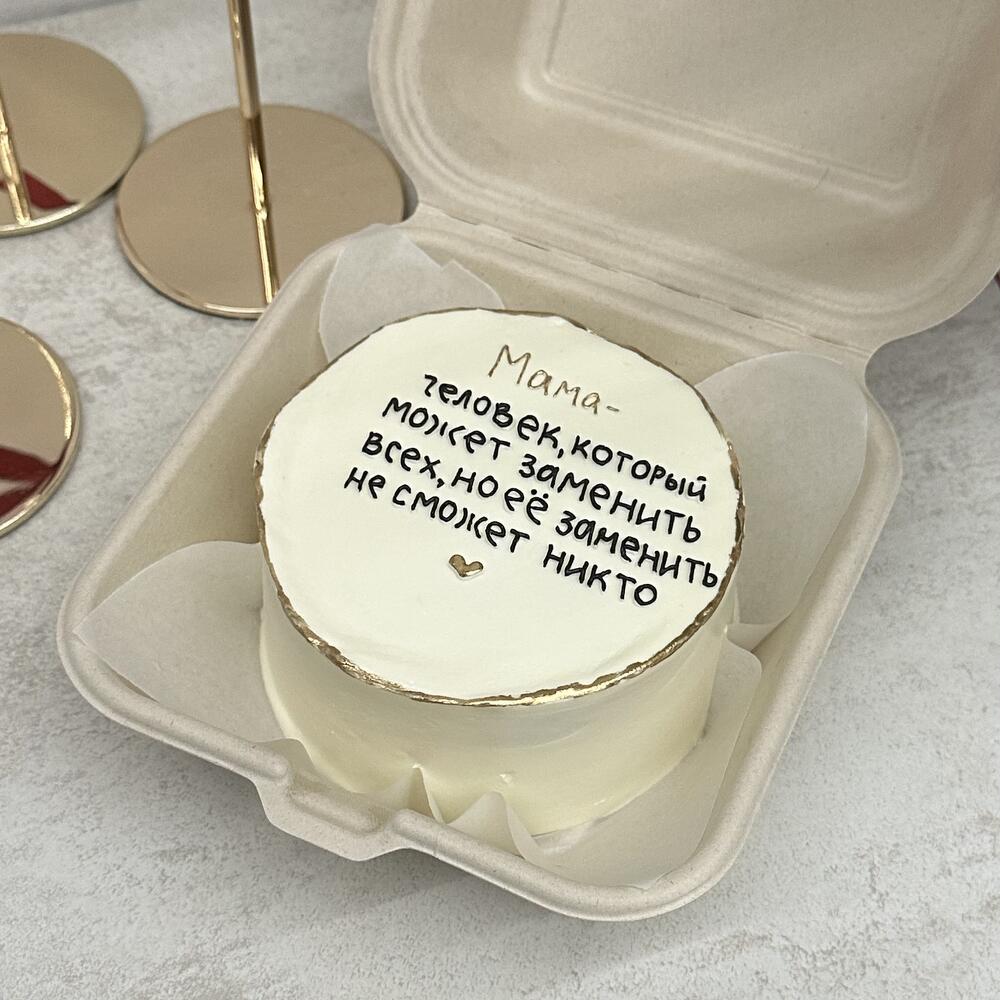 Мама-
человек, который
может заменить
всех, но её заменить
не сможет никто